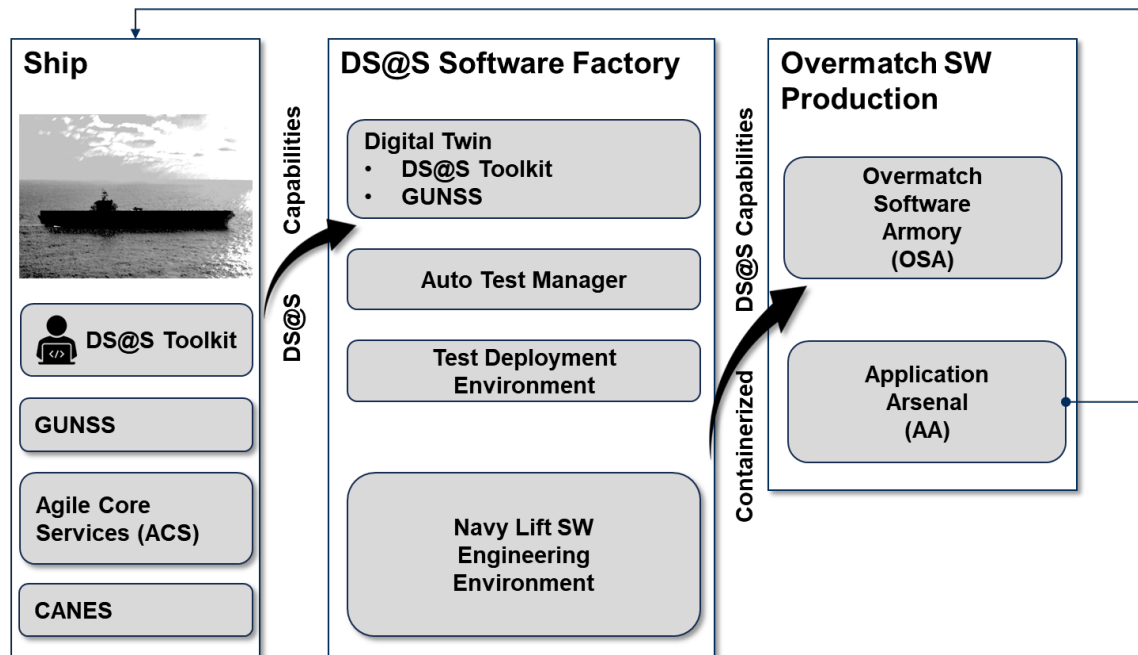 Ship
DS@S Toolkit
GUNSS
Agile Core
Services (ACS)
CANES
DS@S Capabilities
DS@S Software Factory
Digital Twin
• DS@S Toolkit
• GUNSS
Auto Test Manager
Test Deployment
Environment
Navy Lift SW
Engineering
Environment
Containerized DS@S Capabilities
Overmatch SW
Production
Overmatch
Software
Armory
(OSA)
Application
Arsenal
(AA)